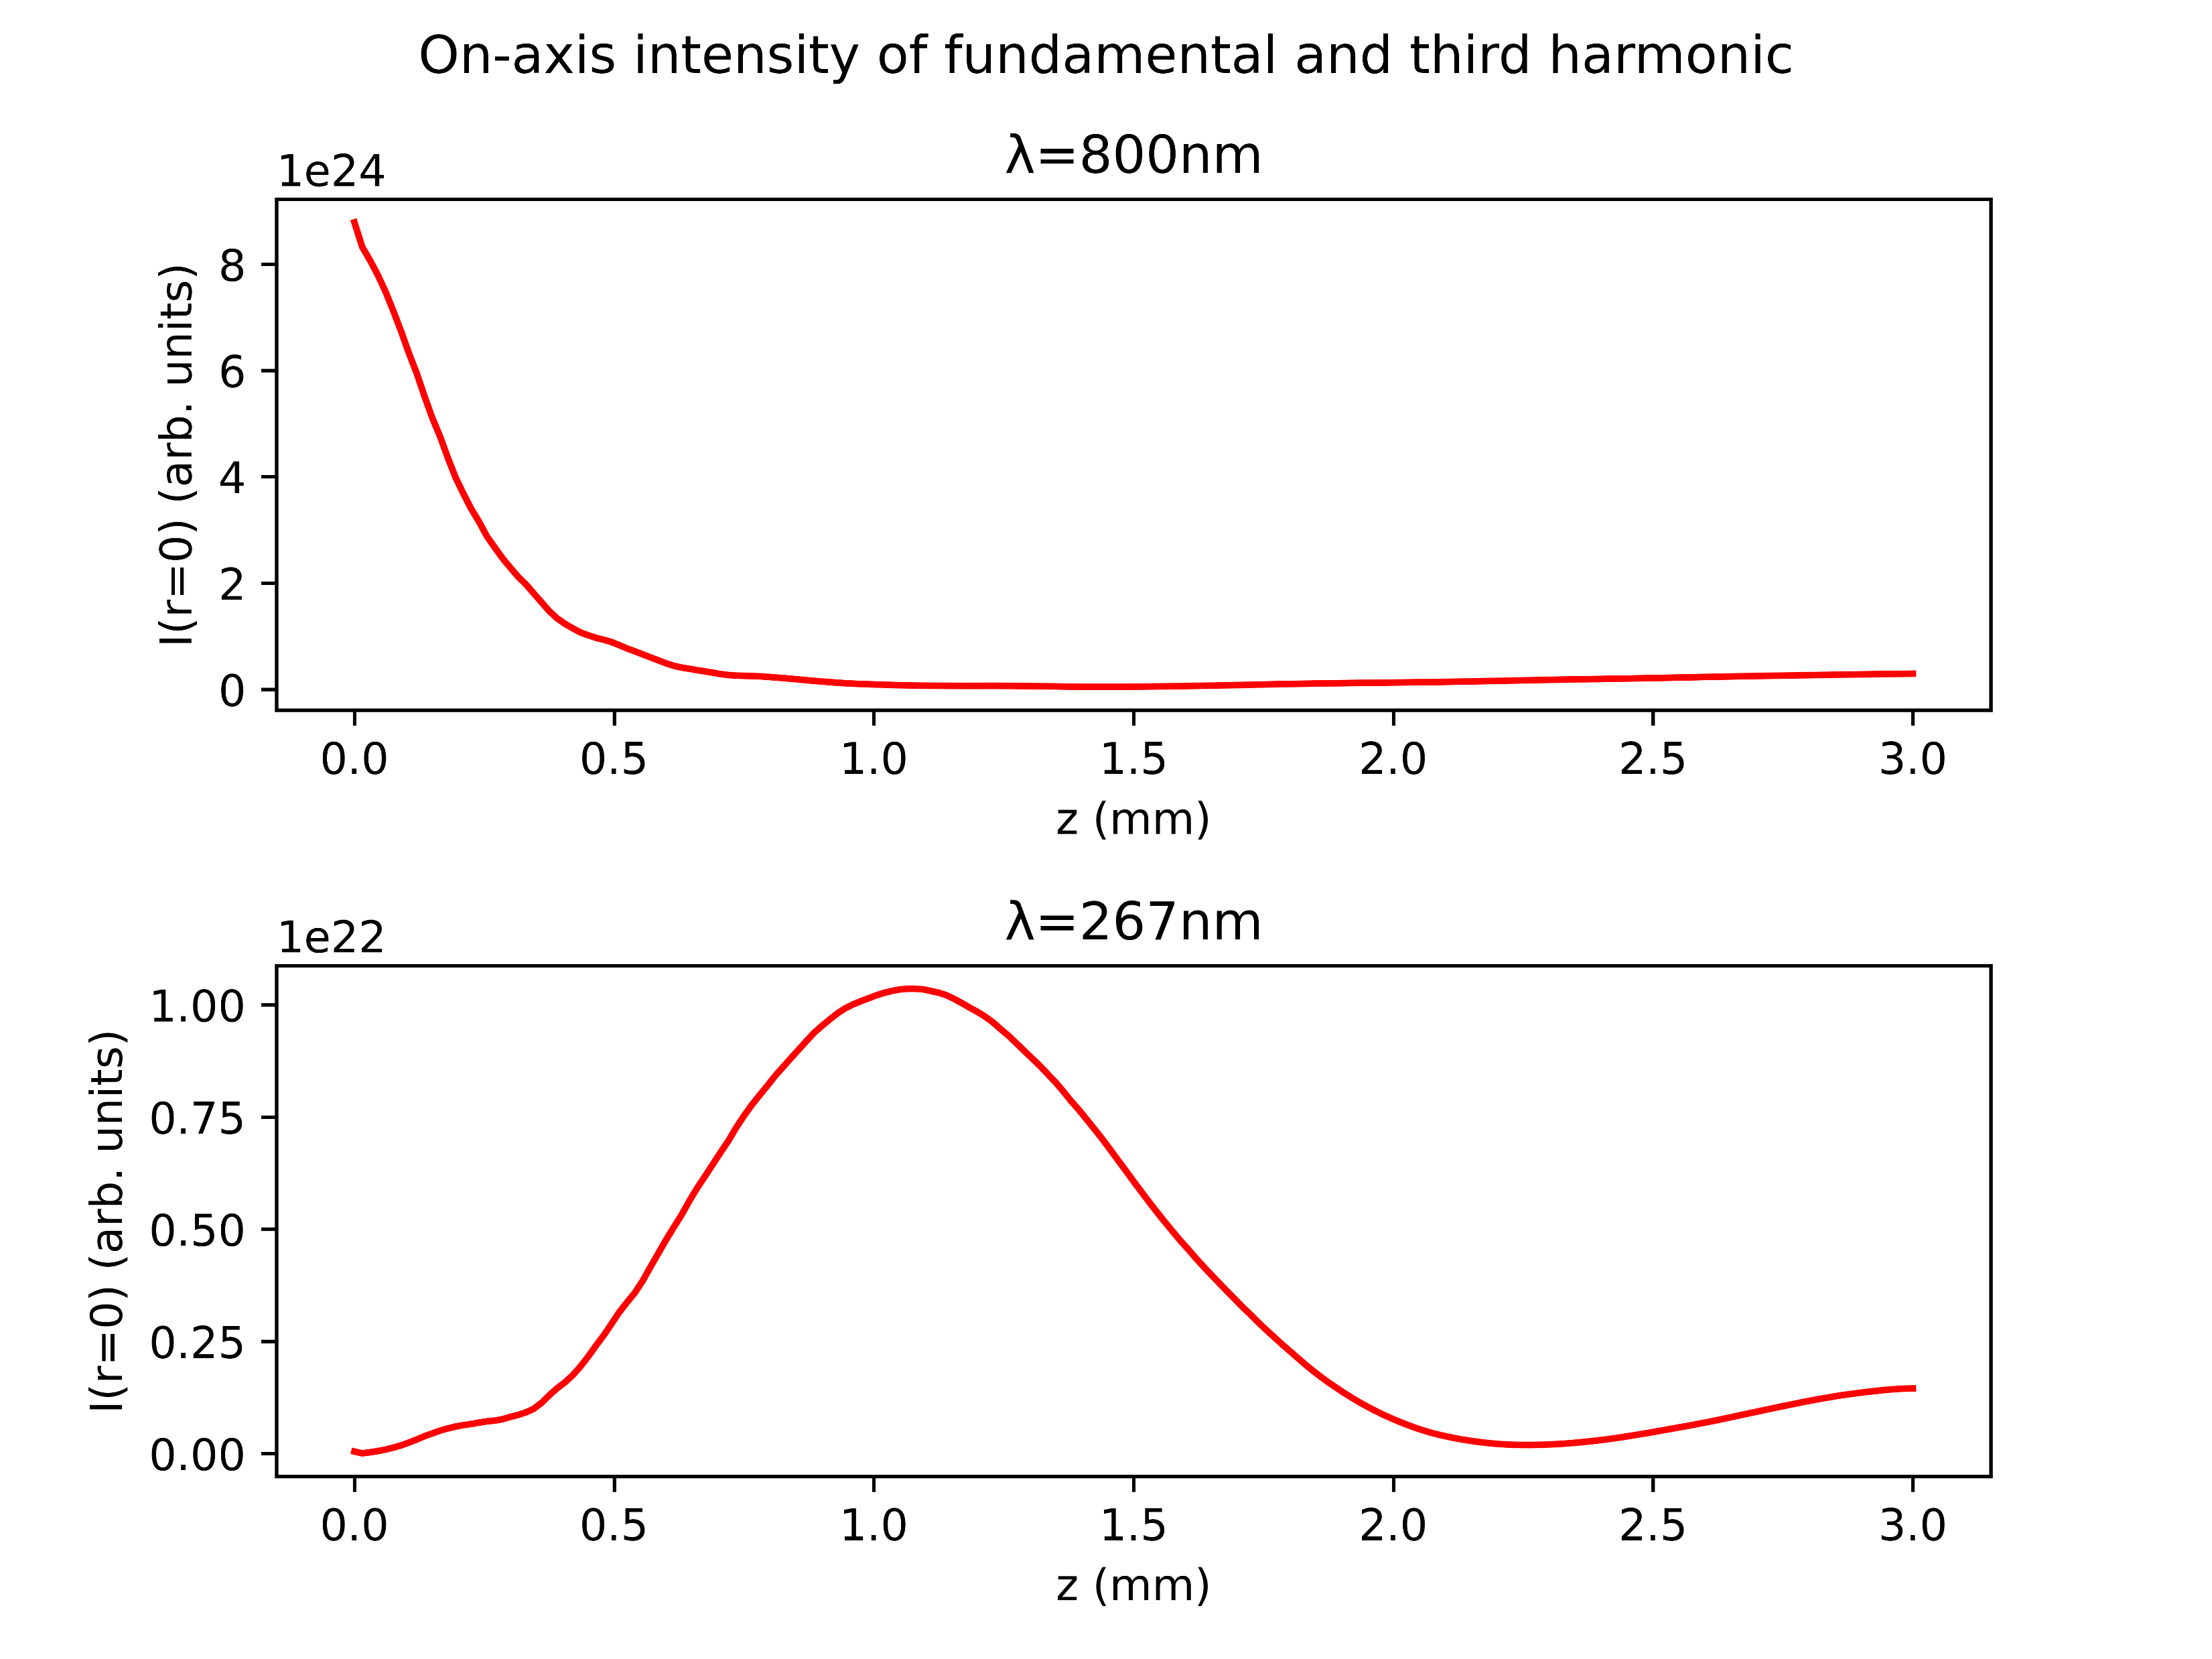 On-axis intensity of fundamental and third harmonic
λ=800nm
1e24
I(r=0) (arb. units)
8
6
4
2
0
0.0 0.5 1.0 1.5 2.0 2.5 3.0
z (mm)
λ=267nm
1e22
I(r=0) (arb. units)
1.00
0.75
0.50
0.25
0.00
0.0 0.5 1.0 1.5 2.0 2.5 3.0
z (mm)